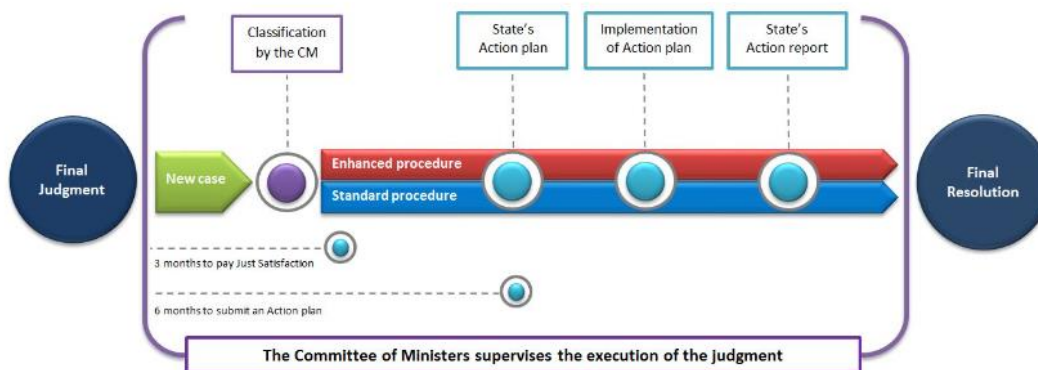 Classification
by the CM
State's
Action plan
Implementation
of Action plan
State's
Action report
Final
Judgment
New case
Enhanced procedure
Standard procedure
Final
Resolution
3 months to pay Just Satisfaction
6 months to submit an Action plan
The Committee of Ministers supervises the execution of the judgment